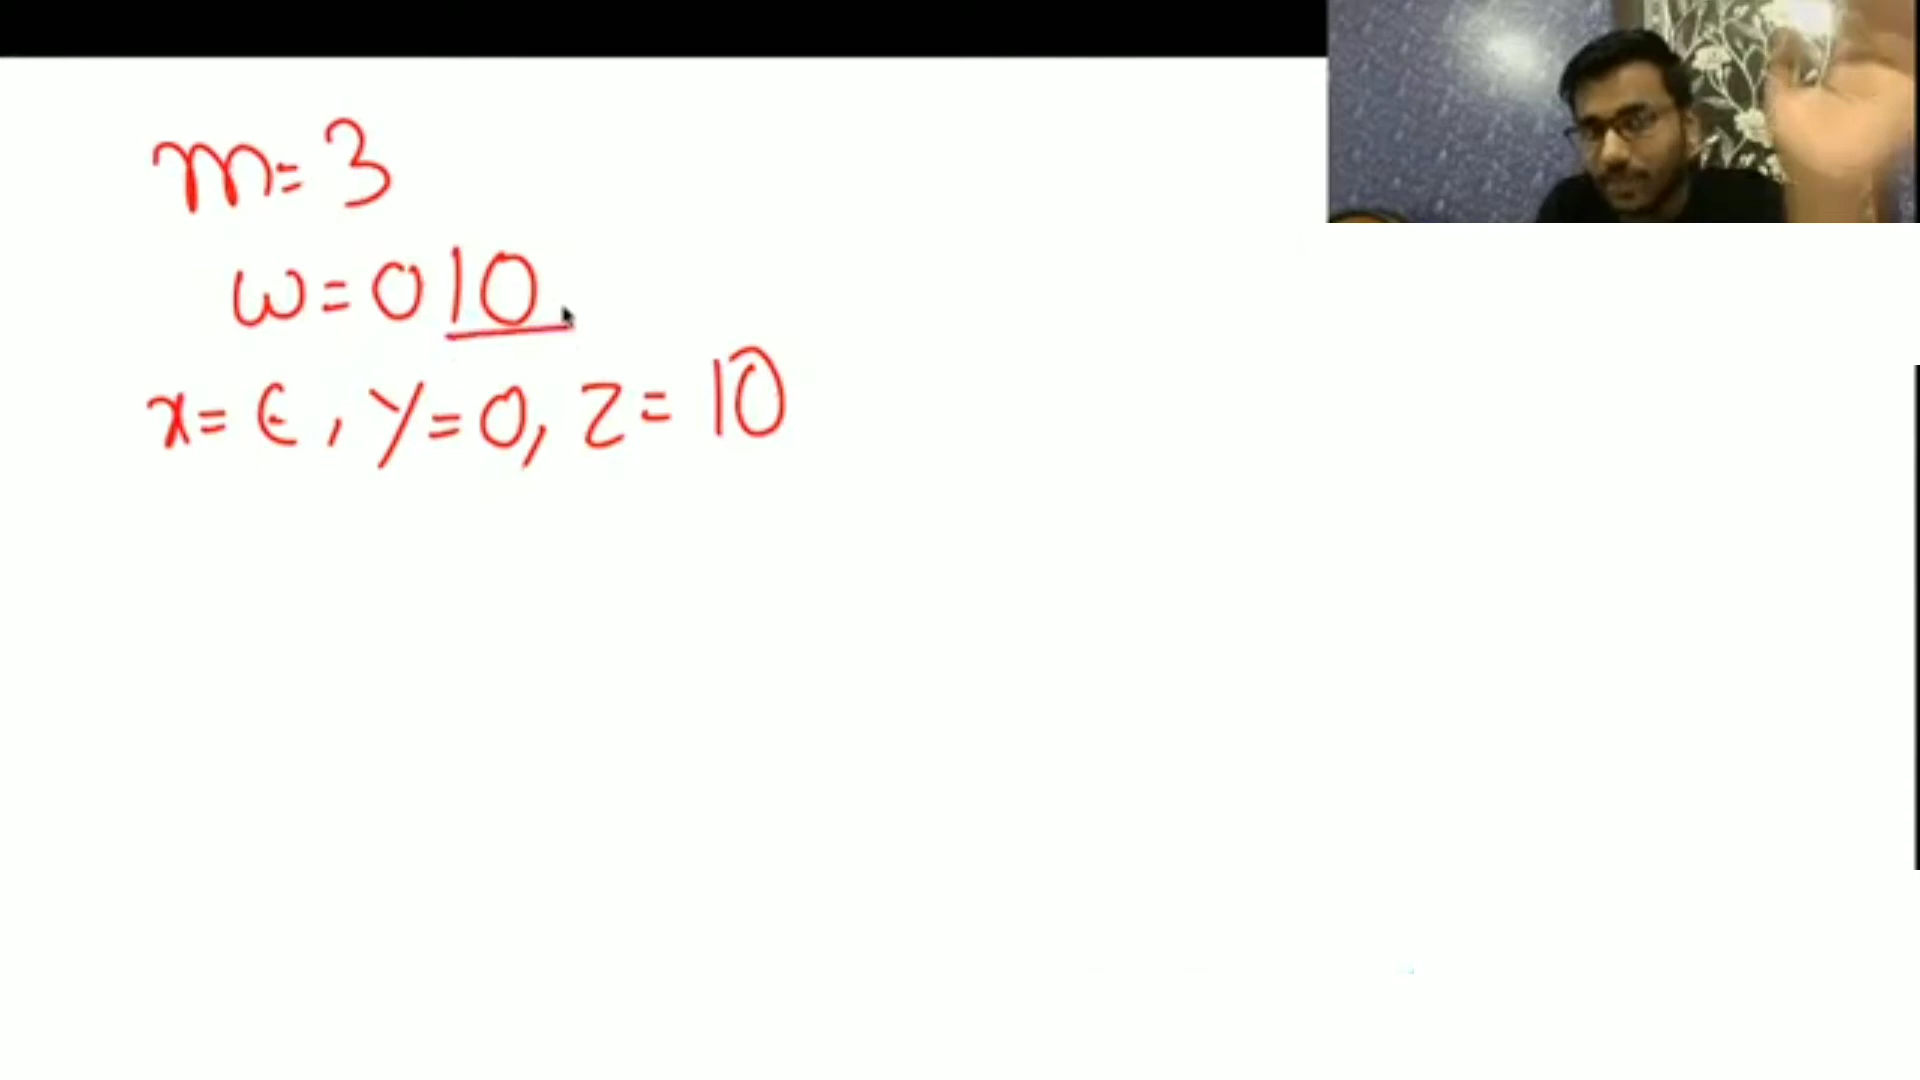 m=3
w=010
x=ϵ, y=0, z=10